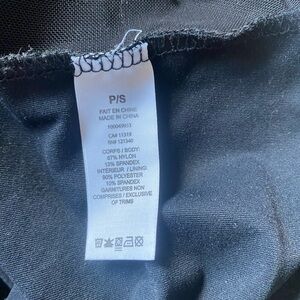 P/S
FAIT EN CHINE
MADE IN CHINA
CA# 11319
RN# 121340
CORPS / BODY:
87% NYLON
13% SPANDEX
INTÉRIEUR / LINING:
90% POLYESTER
10% SPANDEX
GARNITURES NON
COMPRISES / EXCLUSIVE
OF TRIMS